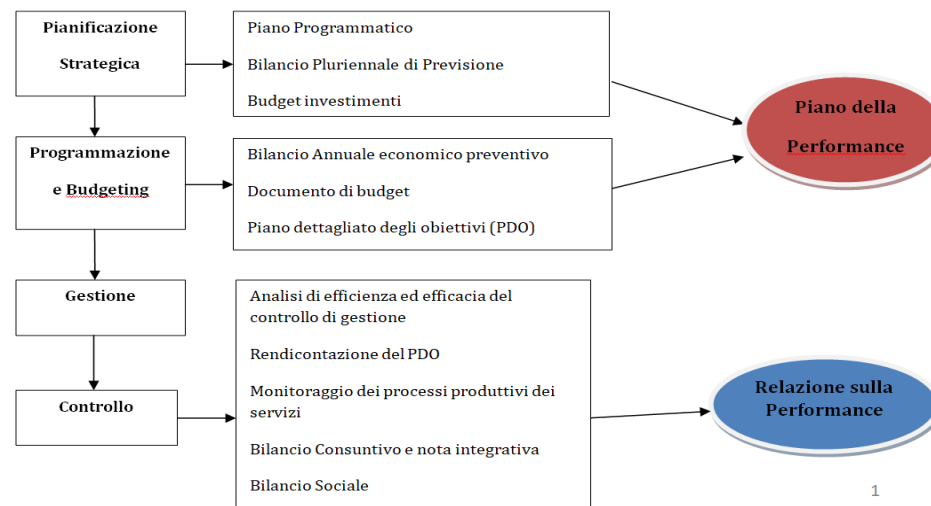 Pianificazione
Strategica
Piano Programmatico
Bilancio Pluriennale di Previsione
Budget investimenti
Piano della
Performance
Programmazione
e Budgeting
Bilancio Annuale economico preventivo
Documento di budget
Piano dettagliato degli obiettivi (PDO)
Gestione
Analisi di efficienza ed efficacia del
controllo di gestione
Rendicontazione del PDO
Monitoraggio dei processi produttivi dei
servizi
Bilancio Consuntivo e nota integrativa
Bilancio Sociale
Controllo
Relazione sulla
Performance
1